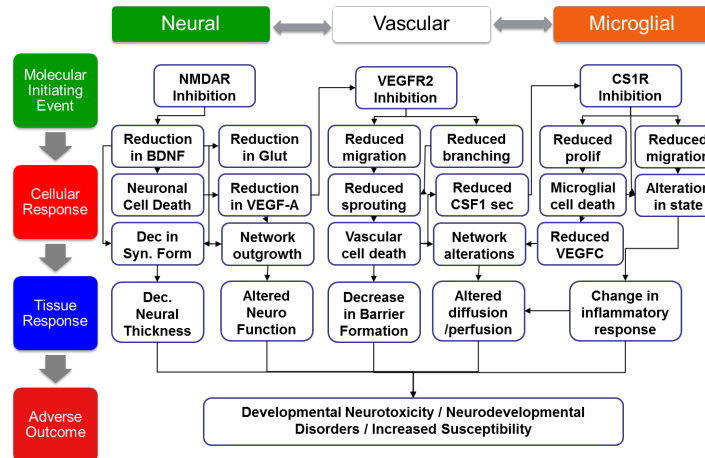 Neural
Vascular
Microglial
Molecular
Initiating
Event
NMDAR
Inhibition
VEGFR2
Inhibition
CS1R
Inhibition
Reduction
in BDNF
Reduction
in Glut
Reduced
migration
Reduced
branching
Reduced
prolif
Reduced
migration
Cellular
Response
Neuronal
Cell Death
Reduction
in VEGF-A
Reduced
sprouting
Reduced
CSF1 sec
Microglial
cell death
Alteration
in state
Dec in
Syn. Form
Network
outgrowth
Vascular
cell death
Network
alterations
Reduced
VEGFC
Tissue
Response
Dec.
Neural
Thickness
Altered
Neuro
Function
Decrease
in Barrier
Formation
Altered
diffusion
/perfusion
Change in
inflammatory
response
Adverse
Outcome
Developmental Neurotoxicity / Neurodevelopmental
Disorders / Increased Susceptibility